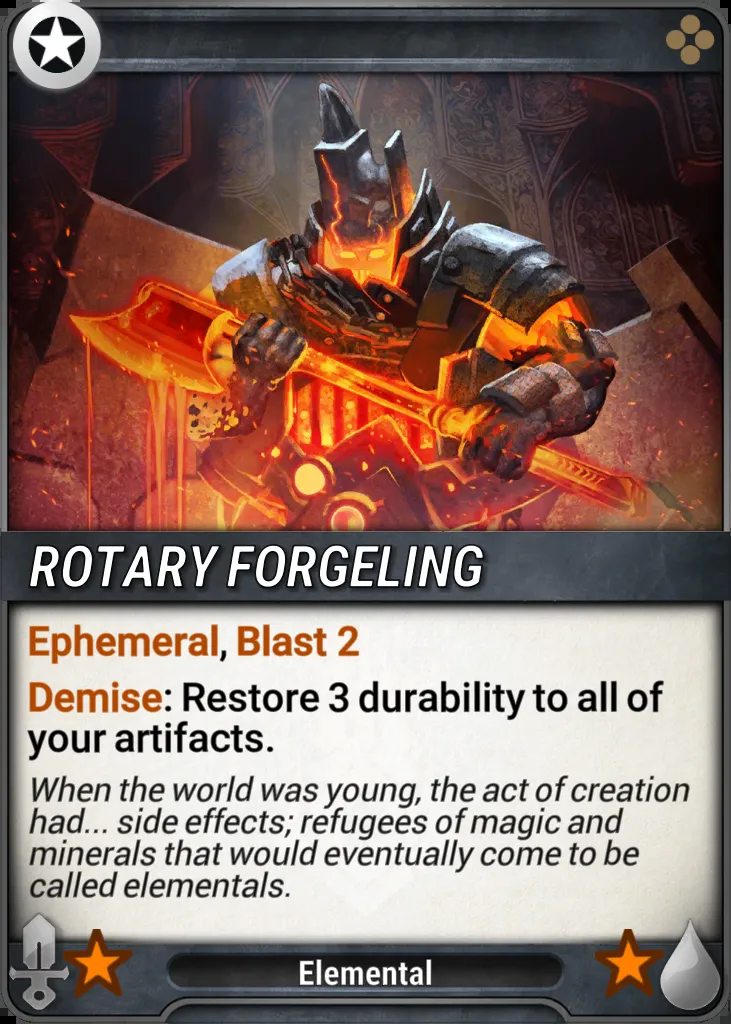 ROTARY FORGELING
Ephemeral, Blast 2
Demise: Restore 3 durability to all of
your artifacts.
When the world was young, the act of creation
had... side effects; refugees of magic and
minerals that would eventually come to be
called elementals.
Elemental